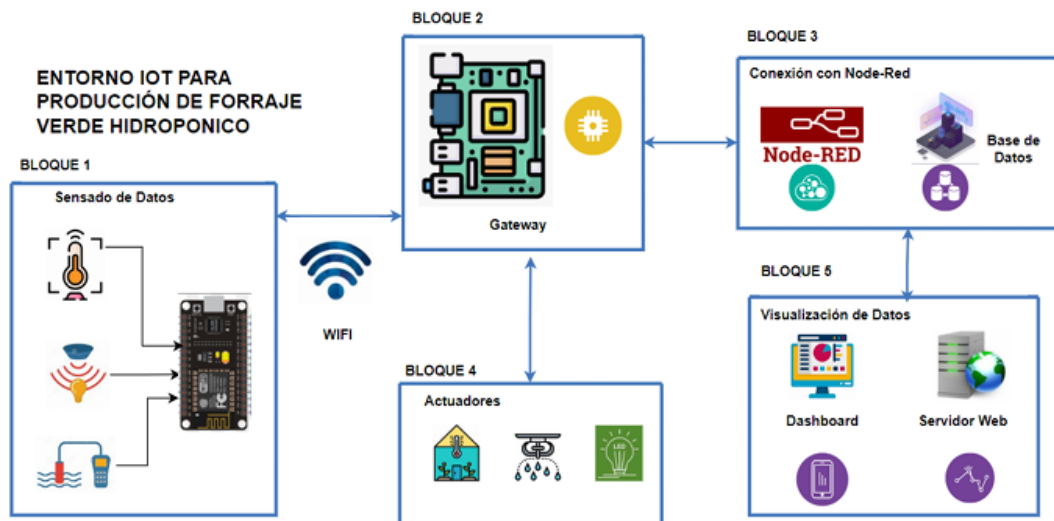 ENTORNO IOT PARA
PRODUCCIÓN DE FORRAJE
VERDE HIDROPONICO
BLOQUE 1
Sensado de Datos
WIFI
BLOQUE 2
Gateway
BLOQUE 3
Conexión con Node-Red
Node-RED
Base de
Datos
BLOQUE 4
Actuadores
LED
BLOQUE 5
Visualización de Datos
Dashboard
Servidor Web